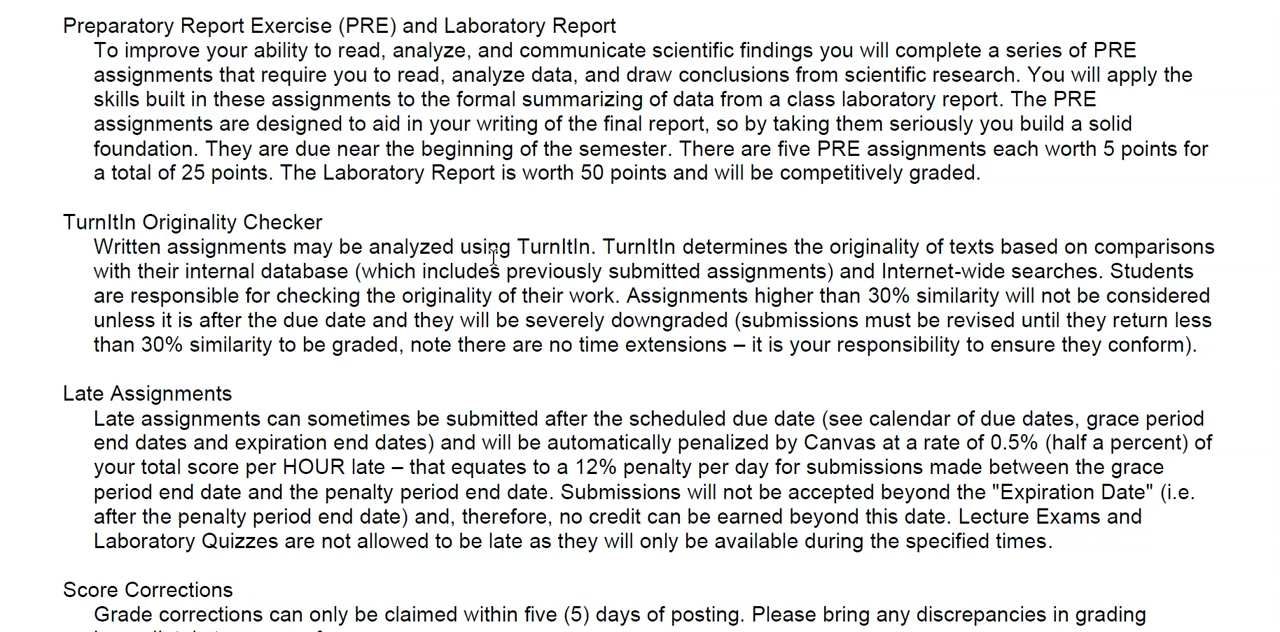 Preparatory Report Exercise (PRE) and Laboratory Report
To improve your ability to read, analyze, and communicate scientific findings you will complete a series of PRE
assignments that require you to read, analyze data, and draw conclusions from scientific research. You will apply the
skills built in these assignments to the formal summarizing of data from a class laboratory report. The PRE
assignments are designed to aid in your writing of the final report, so by taking them seriously you build a solid
foundation. They are due near the beginning of the semester. There are five PRE assignments each worth 5 points for
a total of 25 points. The Laboratory Report is worth 50 points and will be competitively graded.
TurnItIn Originality Checker
Written assignments may be analyzed using TurnItIn. TurnItIn determines the originality of texts based on comparisons
with their internal database (which includes previously submitted assignments) and Internet-wide searches. Students
are responsible for checking the originality of their work. Assignments higher than 30% similarity will not be considered
unless it is after the due date and they will be severely downgraded (submissions must be revised until they return less
than 30% similarity to be graded, note there are no time extensions – it is your responsibility to ensure they conform).
Late Assignments
Late assignments can sometimes be submitted after the scheduled due date (see calendar of due dates, grace period
end dates and expiration end dates) and will be automatically penalized by Canvas at a rate of 0.5% (half a percent) of
your total score per HOUR late – that equates to a 12% penalty per day for submissions made between the grace
period end date and the penalty period end date. Submissions will not be accepted beyond the "Expiration Date" (i.e.
after the penalty period end date) and, therefore, no credit can be earned beyond this date. Lecture Exams and
Laboratory Quizzes are not allowed to be late as they will only be available during the specified times.
Score Corrections
Grade corrections can only be claimed within five (5) days of posting. Please bring any discrepancies in grading